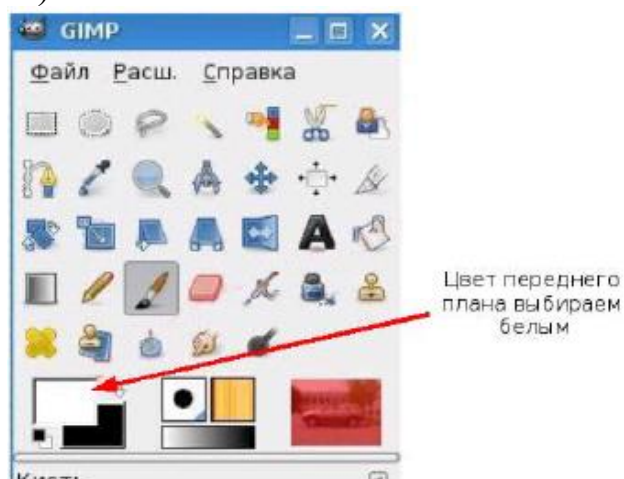 )
GIMP
Файл Расш. Справка
Цвет переднего
плана выбираем
белым